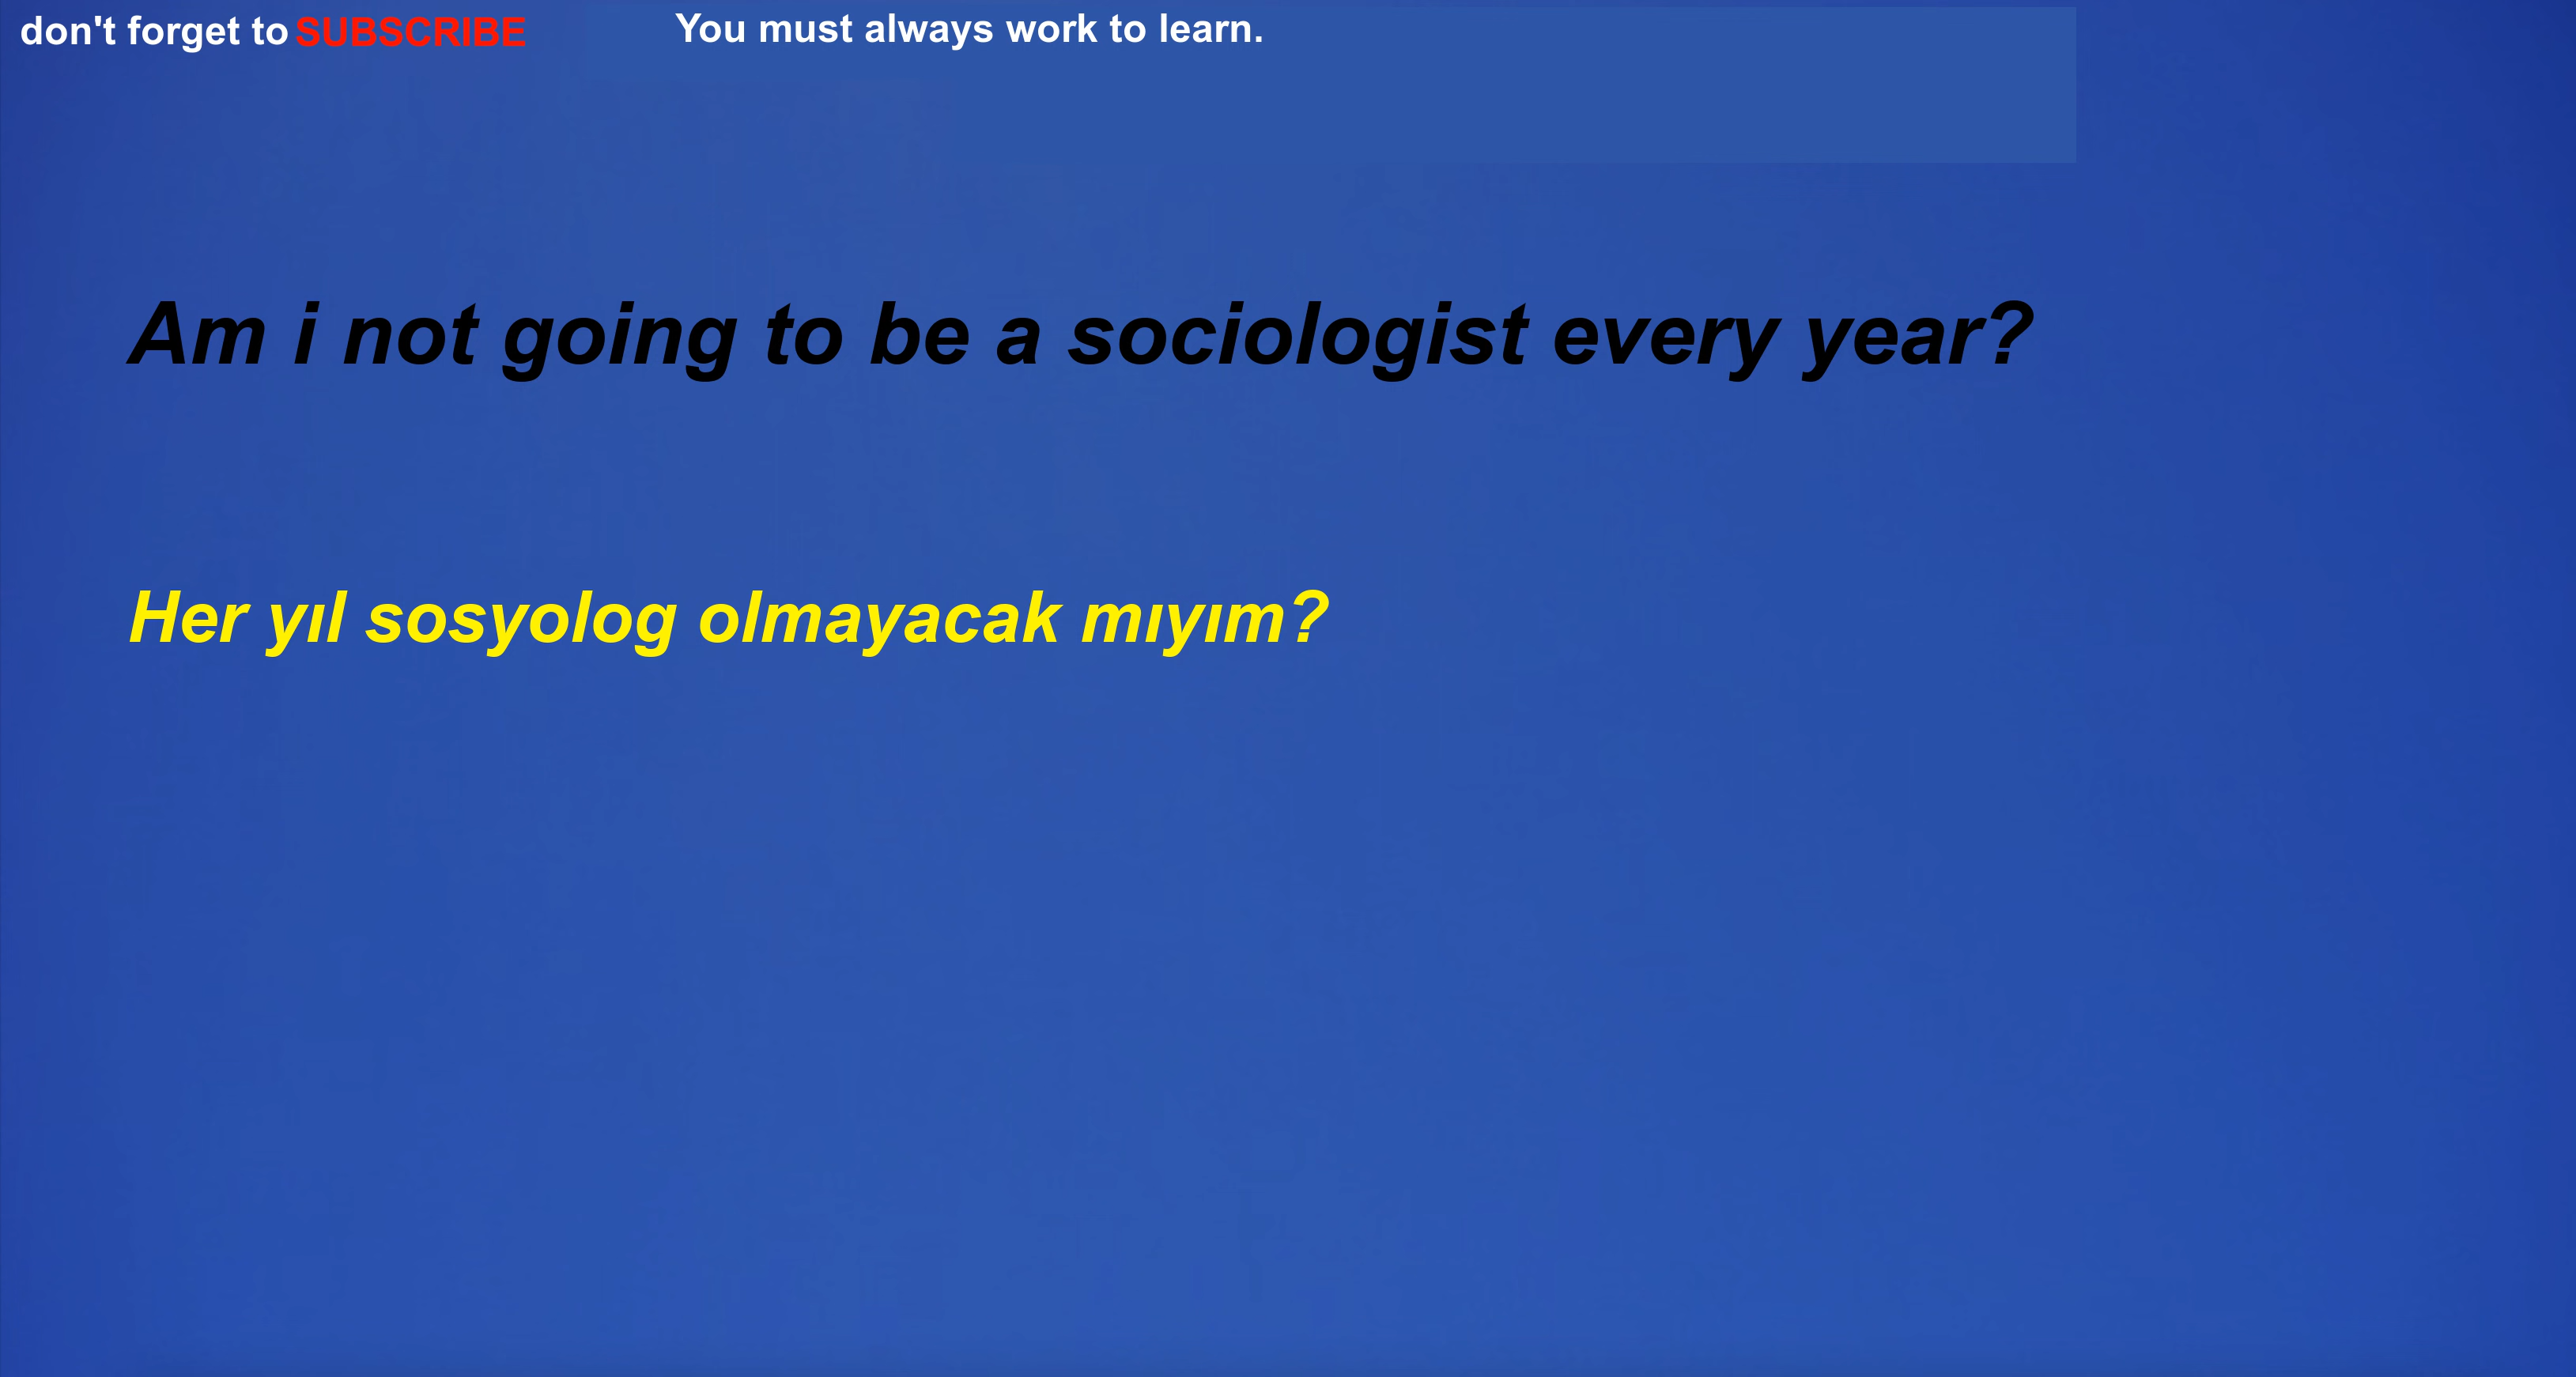 don't forget to SUBSCRIBE You must always work to learn.
Am i not going to be a sociologist every year?
Her yıl sosyolog olmayacak mıyım?